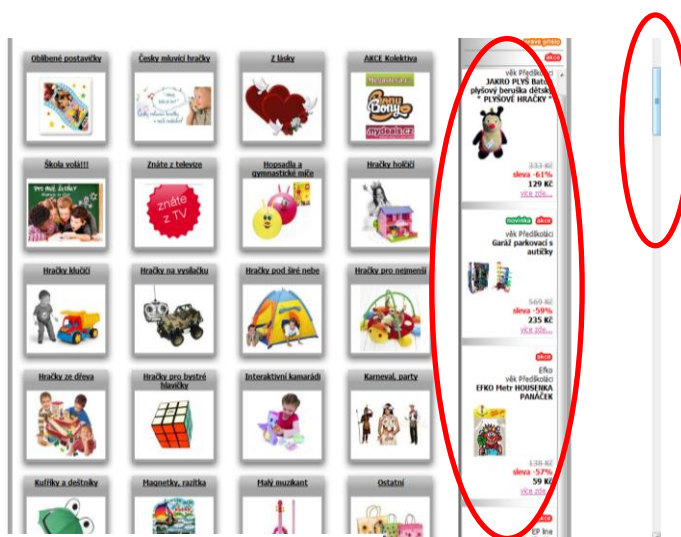 Oblíbené postavičky
Česky mluvící hračky
Z lásky
AKCE Kolektiva
Bony
mydeals.cz
Škola volá!!!
Znáte z televize
Hopsadla a
gymnastické míče
Hračky holčičí
znáte
z TV
Hračky klučičí
Hračky na vysílačku
Hračky pod širé nebe
Hračky pro nejmenší
Hračky ze dřeva
Hračky pro bystré
hlavičky
Interaktivní kamarádi
Karneval, party
Kufříky a deštníky
Magnetky, razítka
Malý muzikant
Ostatní
akce
věk Předškoláci
JAKRO PLYŠ
plyšový beruška
" PLYŠOVÉ HRAČKY "
333 Kč
sleva -61%
129 Kč
více zde...
novinka akce
věk Předškoláci
Garáž parkovací s
autíčky
569 Kč
sleva -59%
235 Kč
více zde...
akce
Efko
věk Předškoláci
EFKO Metr HOUSENKA
PANÁČEK
138 Kč
sleva -57%
59 Kč
více zde...
akce
EP line